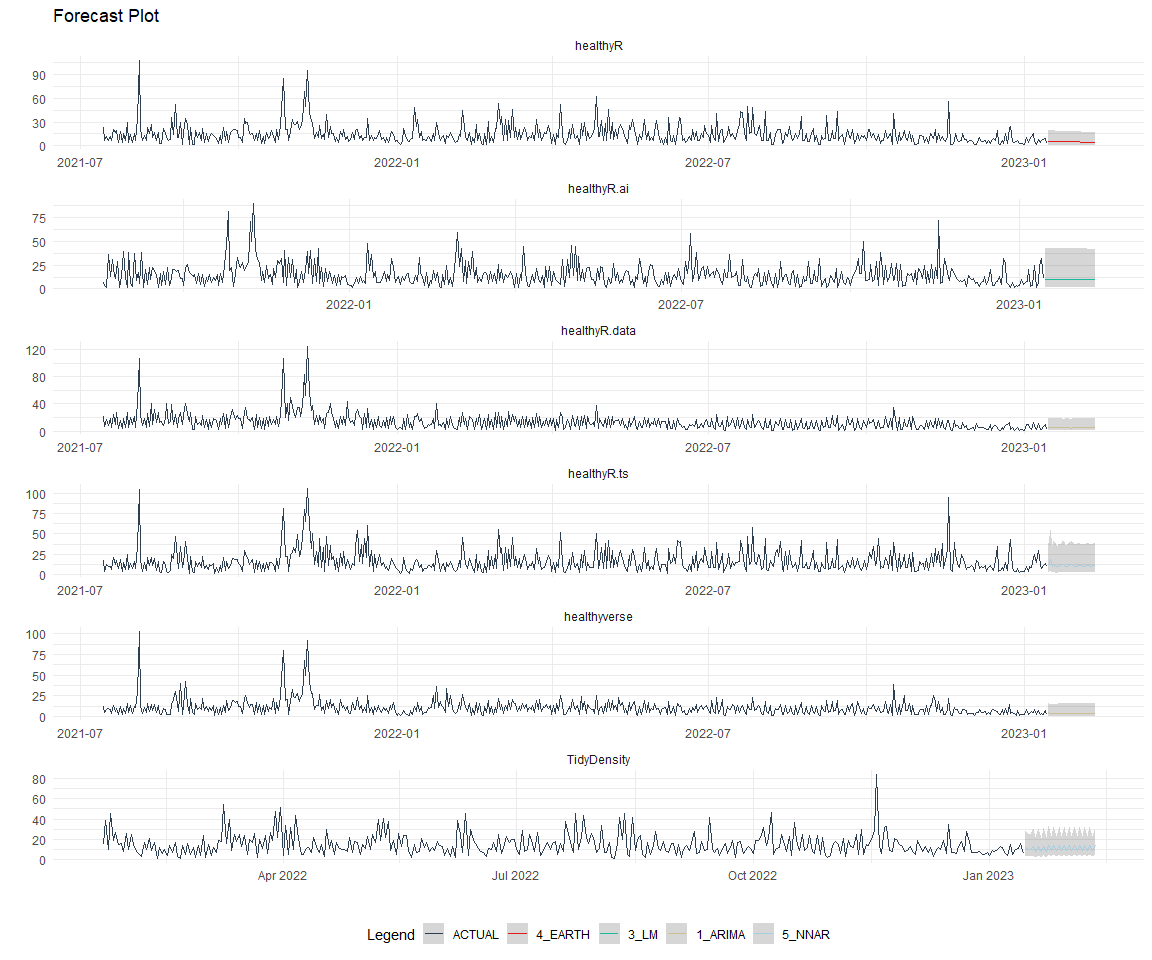 Forecast Plot
healthyR
90
60
30
0
2021-07 2022-01 2022-07 2023-01
healthyR.ai
75
50
25
0
2022-01 2022-07 2023-01
healthyR.data
120
80
40
0
2021-07 2022-01 2022-07 2023-01
healthyR.ts
100
75
50
25
0
2021-07 2022-01 2022-07 2023-01
healthyverse
100
75
50
25
0
2021-07 2022-01 2022-07 2023-01
TidyDensity
80
60
40
20
0
Apr 2022 Jul 2022 Oct 2022 Jan 2023
Legend ACTUAL 4_EARTH 3_LM 1_ARIMA 5_NNAR